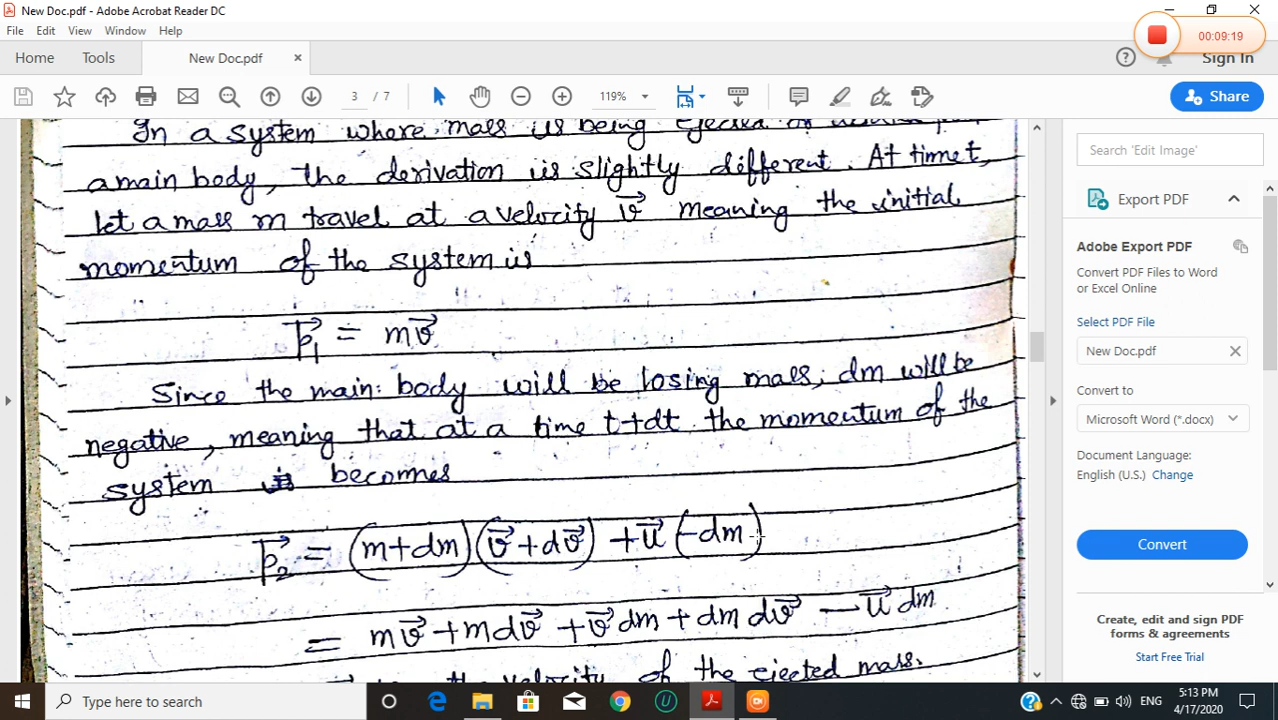 New Doc.pdf - Adobe Acrobat Reader DC
00:09:19
File Edit View Window Help
Home Tools New Doc.pdf × Sign In
3 / 7 119% Share
In a system where mass is being ejected
a main body, the derivation is slightly different. At time t,
let a mass m travel at a velocity v⃗ meaning the initial
momentum of the system is
p⃗₁ = mv⃗
Since the main body will be losing mass, dm will be
negative, meaning that at a time t+dt the momentum of the
system becomes
p⃗₂ = (m+dm)(v⃗+dv⃗) + u⃗(-dm)
= mv⃗ + mdv⃗ + v⃗dm + dm dv⃗ - u⃗dm
the velocity of the ejected mass.
Search 'Edit Image'
Export PDF
Adobe Export PDF
Convert PDF Files to Word
or Excel Online
Select PDF File
New Doc.pdf
Convert to
Microsoft Word (*.docx)
Document Language:
English (U.S.) Change
Convert
Create, edit and sign PDF
forms & agreements
Start Free Trial
Type here to search
ENG
5:13 PM
4/17/2020